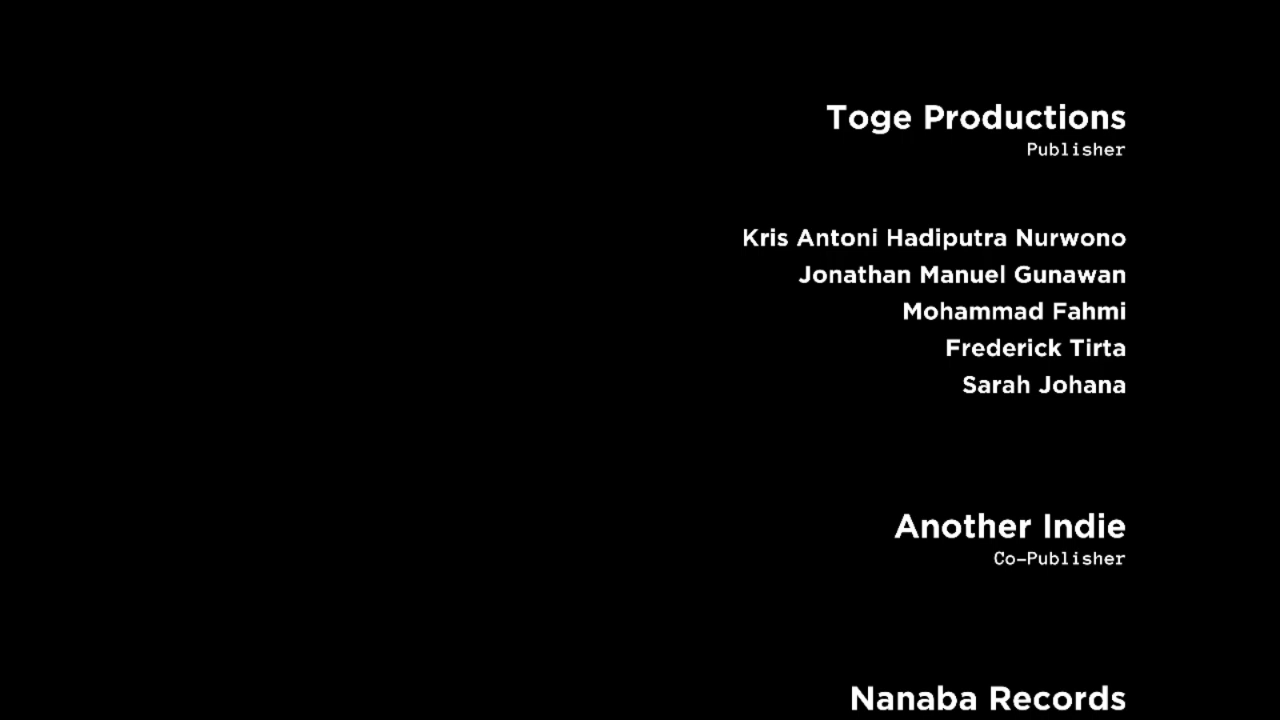 Toge Productions
Publisher
Kris Antoni Hadiputra Nurwono
Jonathan Manuel Gunawan
Mohammad Fahmi
Frederick Tirta
Sarah Johana
Another Indie
Co-Publisher
Nanaba Records